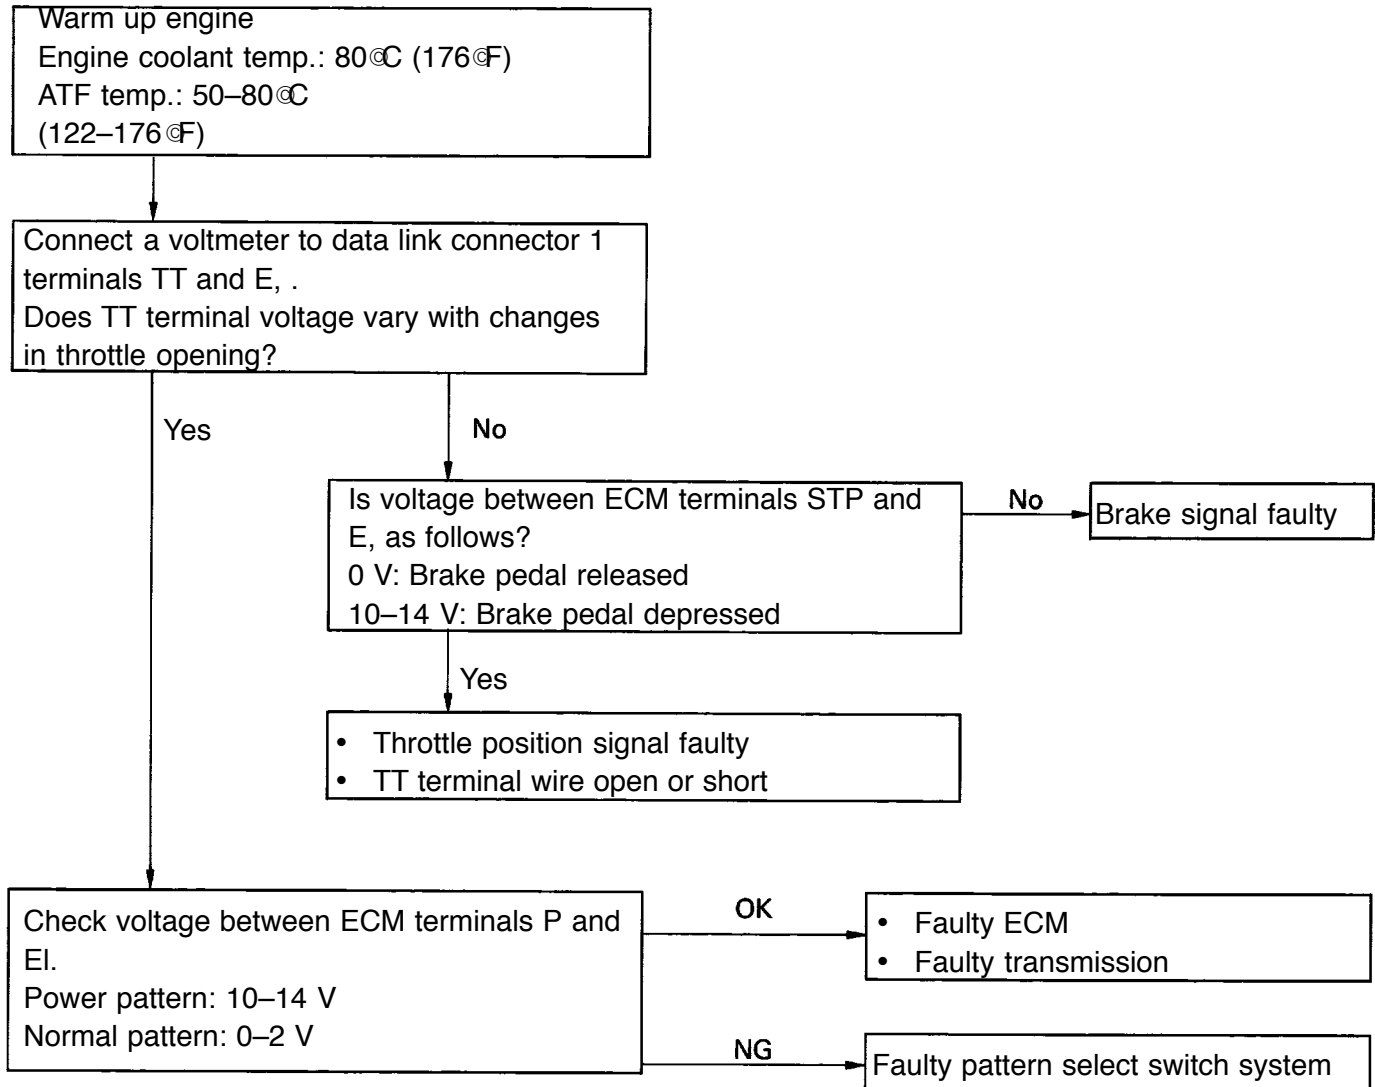 Warm up engine
Engine coolant temp.: 80©C (176©F)
ATF temp.: 50–80©C
(122–176©F)
Connect a voltmeter to data link connector 1
terminals TT and E, .
Does TT terminal voltage vary with changes
in throttle opening?
Yes
No
Is voltage between ECM terminals STP and
E, as follows?
0 V: Brake pedal released
10–14 V: Brake pedal depressed
No
Brake signal faulty
Yes
• Throttle position signal faulty
• TT terminal wire open or short
Check voltage between ECM terminals P and
El.
Power pattern: 10–14 V
Normal pattern: 0–2 V
OK
• Faulty ECM
• Faulty transmission
NG
Faulty pattern select switch system